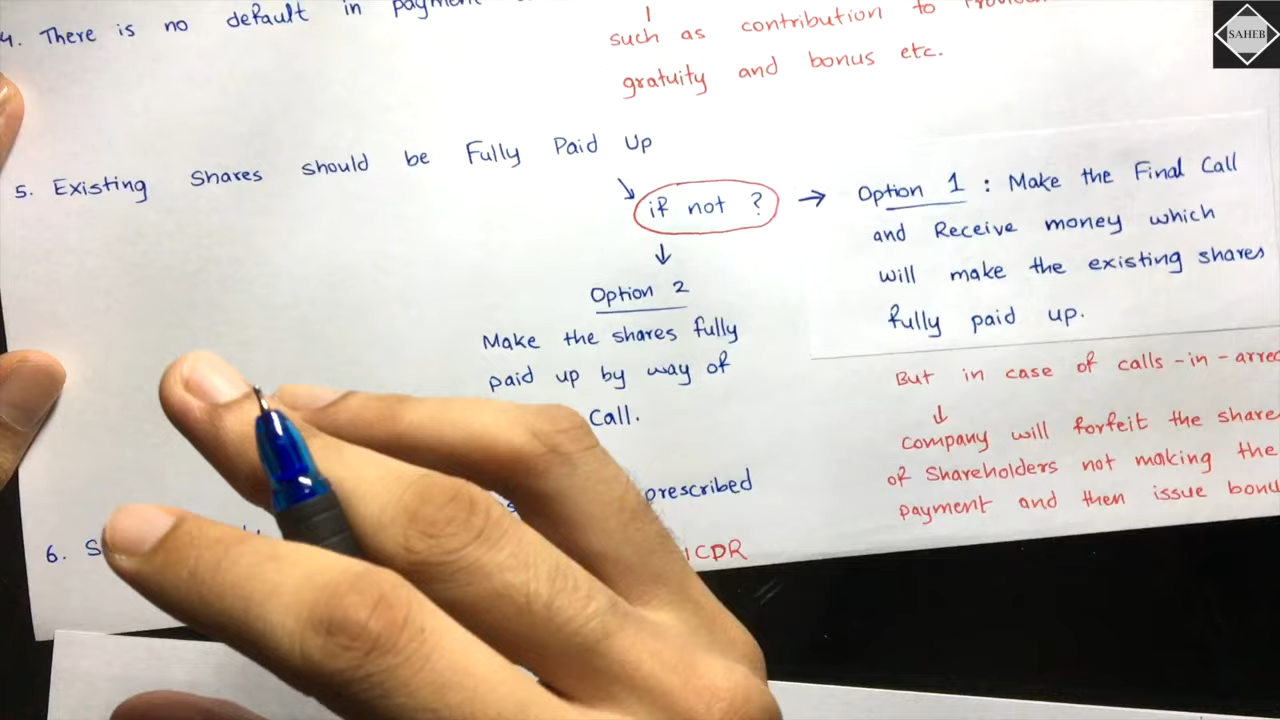 4. There is no default in payment
such as contribution to
gratuity and bonus etc.
SAHEB
5. Existing Shares should be Fully Paid Up
if not ?
→ Option 1 : Make the Final Call
and Receive money which
will make the existing shares
fully paid up.
↓
Option 2
Make the shares fully
paid up by way of
Call.
But in case of calls-in-
↓
Company will forfeit the share
of Shareholders not making the
payment and then issue
6.
prescribed
ICDR